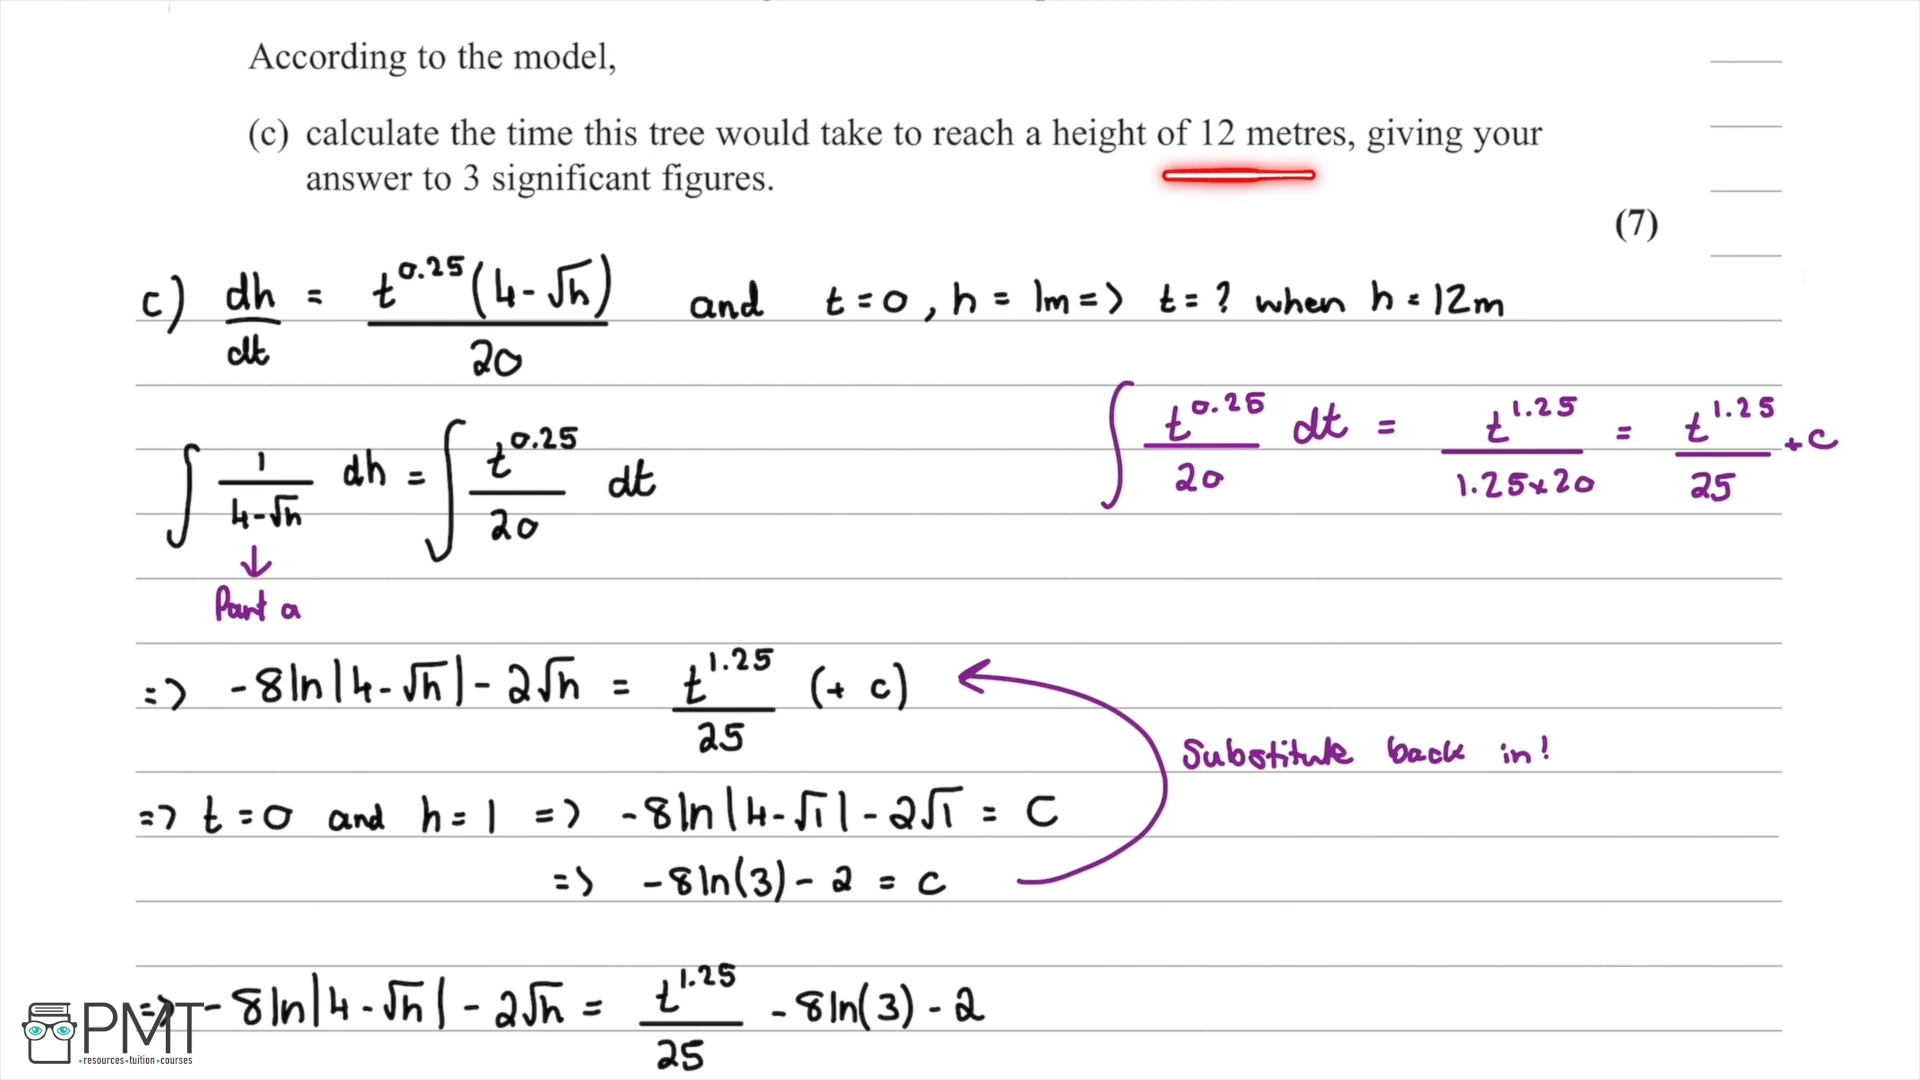 According to the model,
(c) calculate the time this tree would take to reach a height of 12 metres, giving your
answer to 3 significant figures.
(7)
c) dh/dt = t^0.25(4-√h)/20 and t=0, h = 1m => t= ? when h = 12m
∫ t^0.25/20 dt = t^1.25/1.25×20 = t^1.25/25 + c
∫ 1/4-√h dh = ∫ t^0.25/20 dt
↓
Part a
=> -8ln|4-√h| - 2√h = t^1.25/25 (+ c)
Substitute back in!
=> t=0 and h=1 => -8ln|4-√1| - 2√1 = C
=> -8ln(3) - 2 = c
=> -8ln|4-√h| - 2√h = t^1.25/25 - 8ln(3) - 2
PMT
•resources•tuition•courses